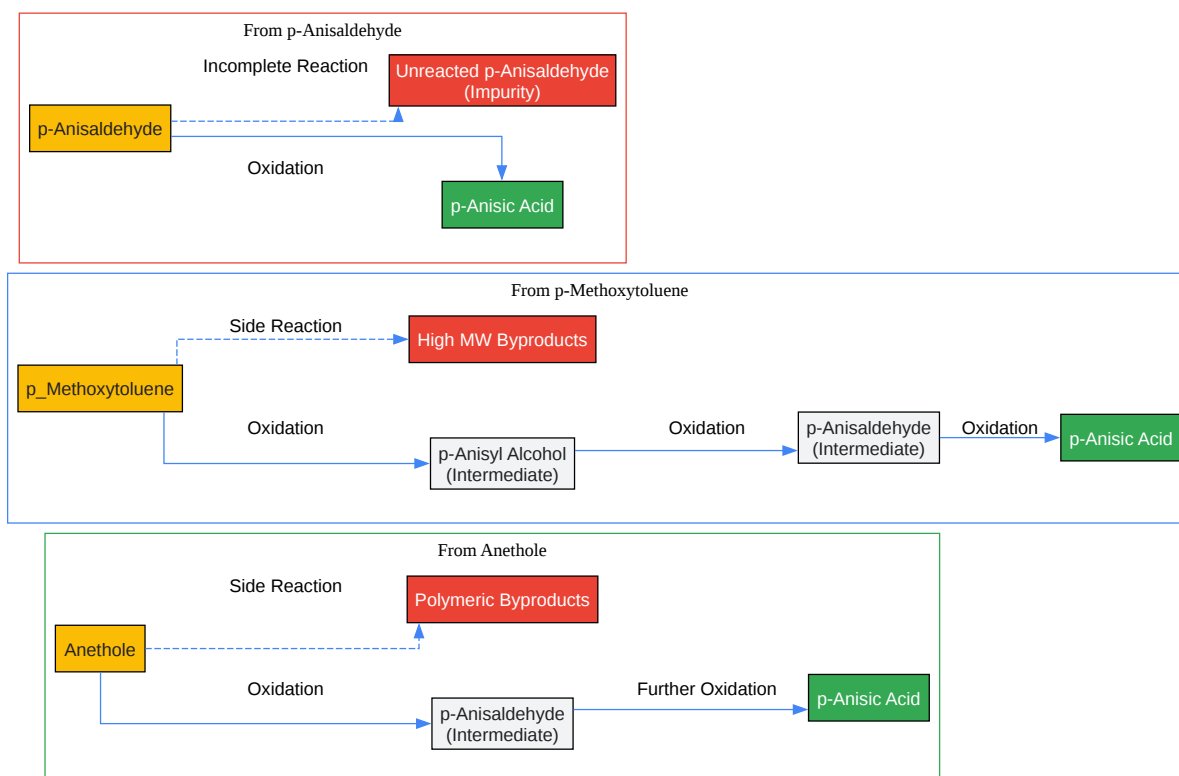 From p-Anisaldehyde
Incomplete Reaction
Unreacted p-Anisaldehyde
(Impurity)
p-Anisaldehyde
Oxidation
p-Anisic Acid
From p-Methoxytoluene
Side Reaction
High MW Byproducts
p_Methoxytoluene
Oxidation
p-Anisyl Alcohol
(Intermediate)
Oxidation
p-Anisaldehyde
(Intermediate)
Oxidation
p-Anisic Acid
From Anethole
Side Reaction
Polymeric Byproducts
Anethole
Oxidation
p-Anisaldehyde
(Intermediate)
Further Oxidation
p-Anisic Acid